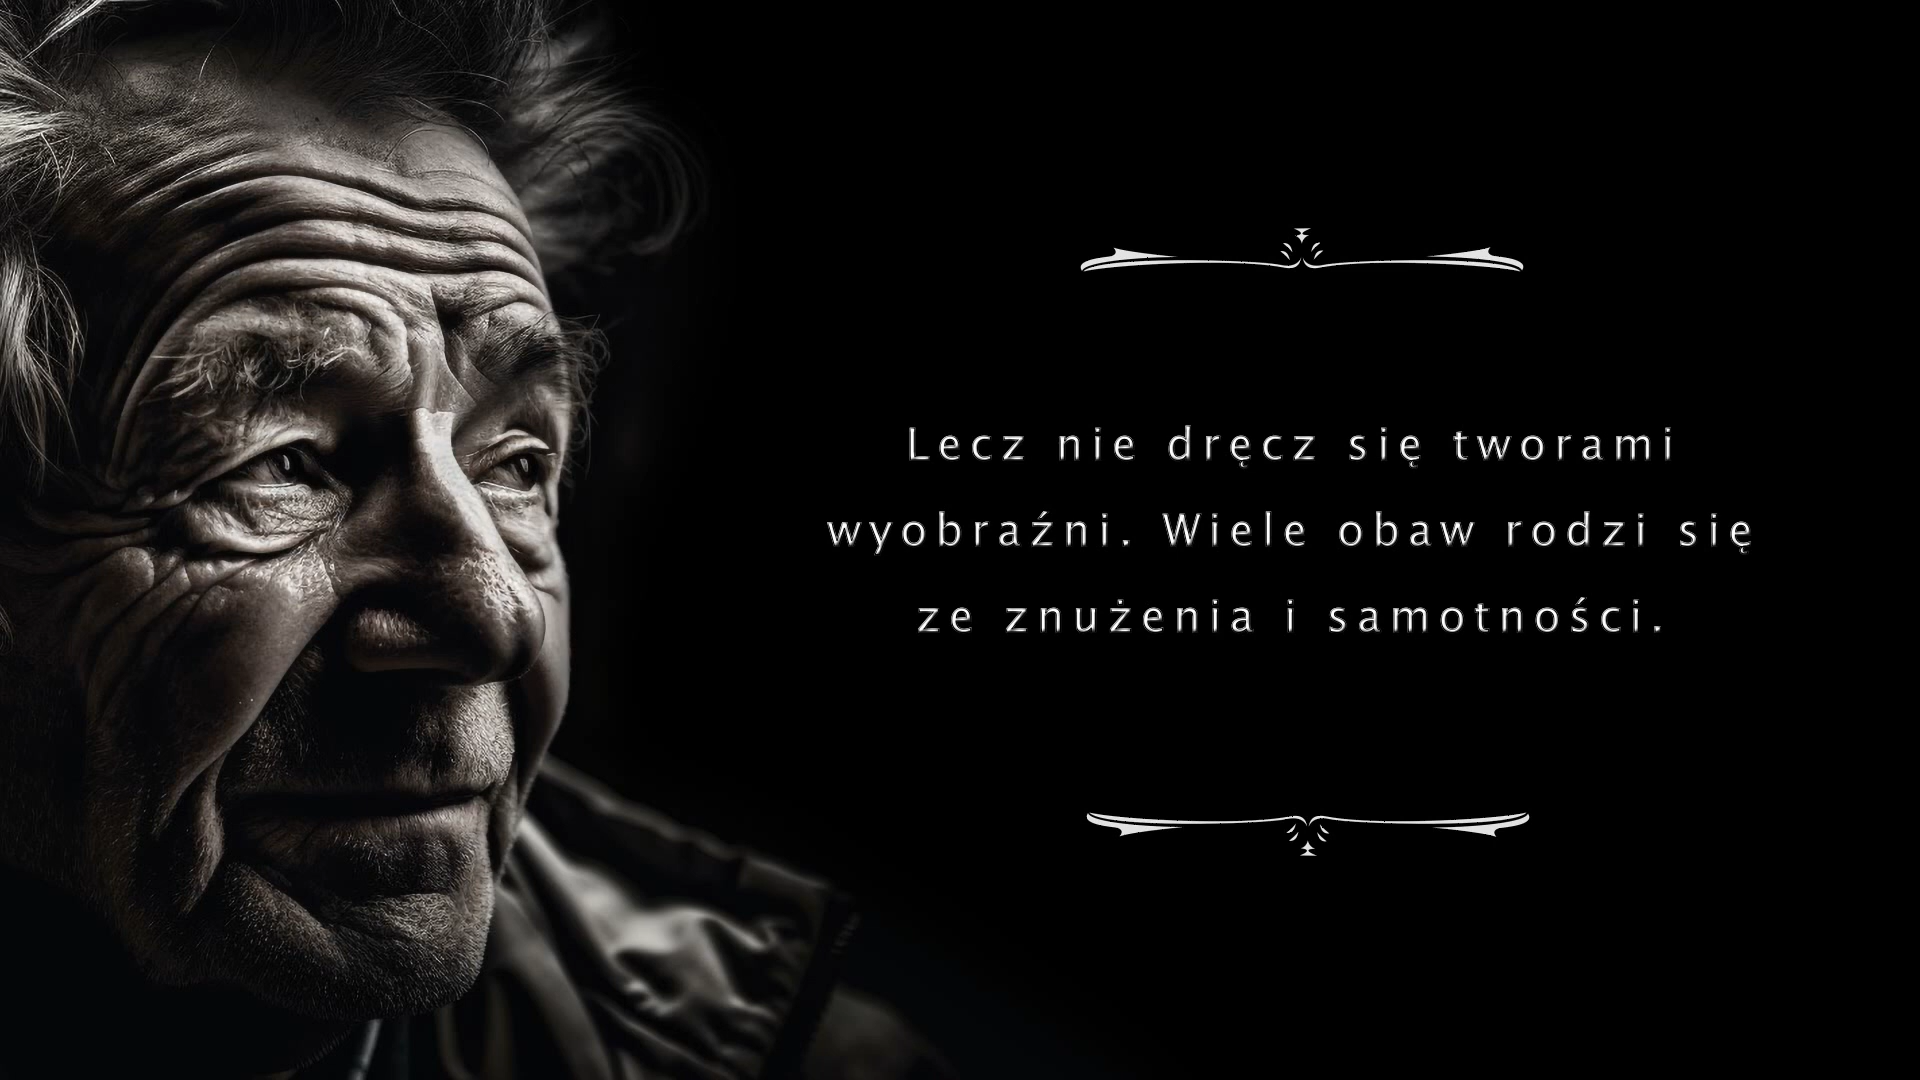 Lecz nie dręcz się tworami
wyobraźni. Wiele obaw rodzi się
ze znużenia i samotności.